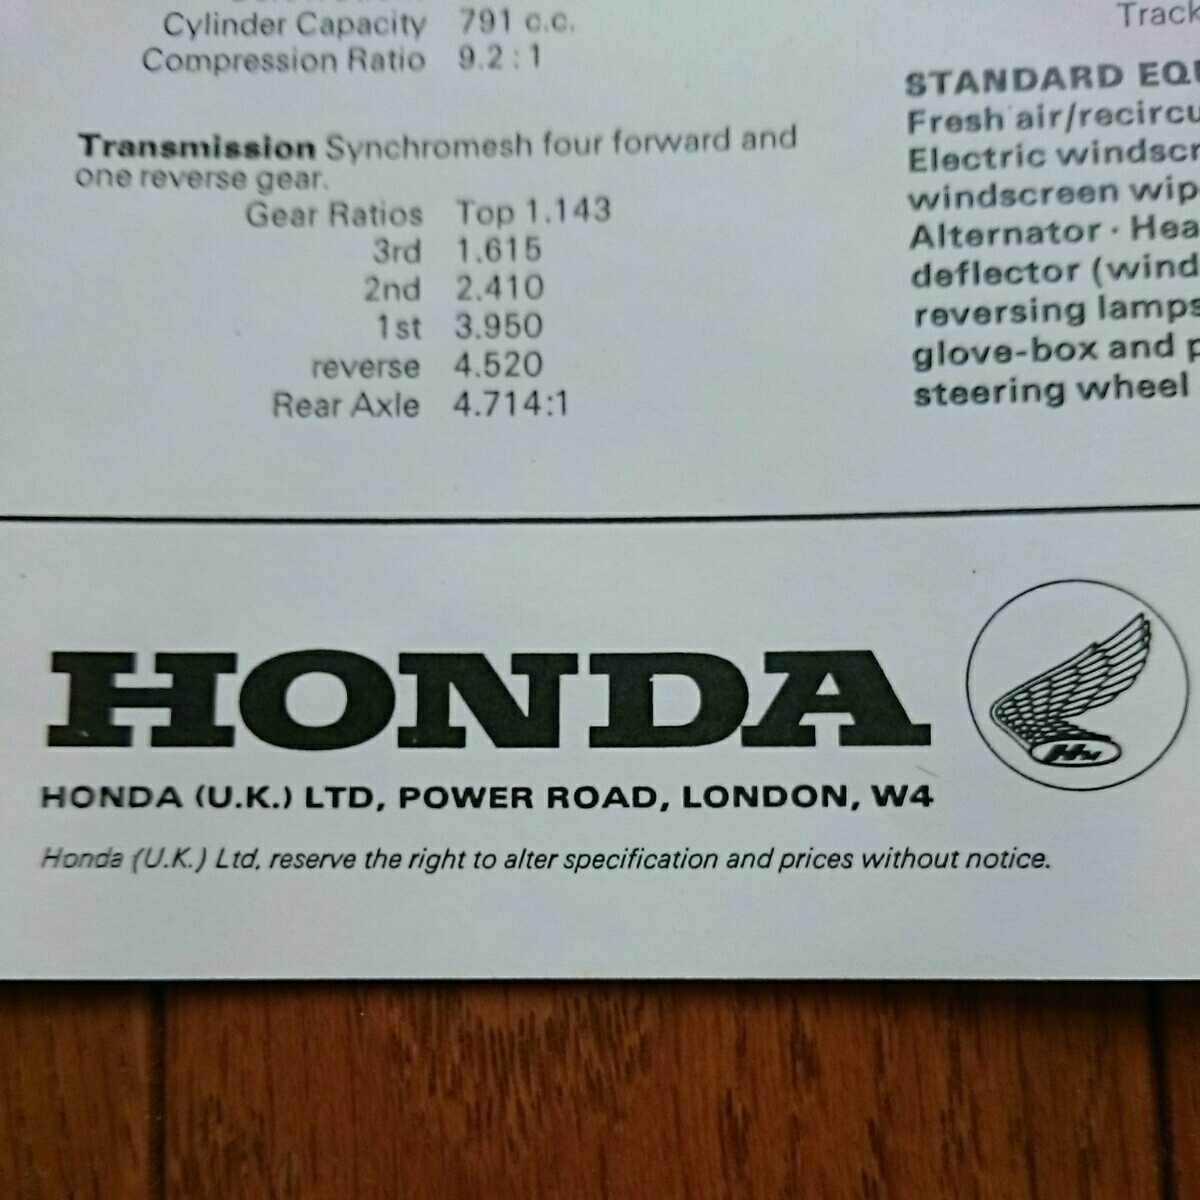 Cylinder Capacity 791 c.c.
Compression Ratio 9.2 : 1
Transmission Synchromesh four forward and
one reverse gear.
Gear Ratios Top 1.143
3rd 1.615
2nd 2.410
1st 3.950
reverse 4.520
Rear Axle 4.714:1
Track
STANDARD
Fresh air/recircu
Electric windscr
windscreen wip
Alternator · Hea
deflector (wind
reversing lamps
glove-box and p
steering wheel
HONDA
HM
HONDA (U.K.) LTD, POWER ROAD, LONDON, W4
Honda (U.K.) Ltd, reserve the right to alter specification and prices without notice.